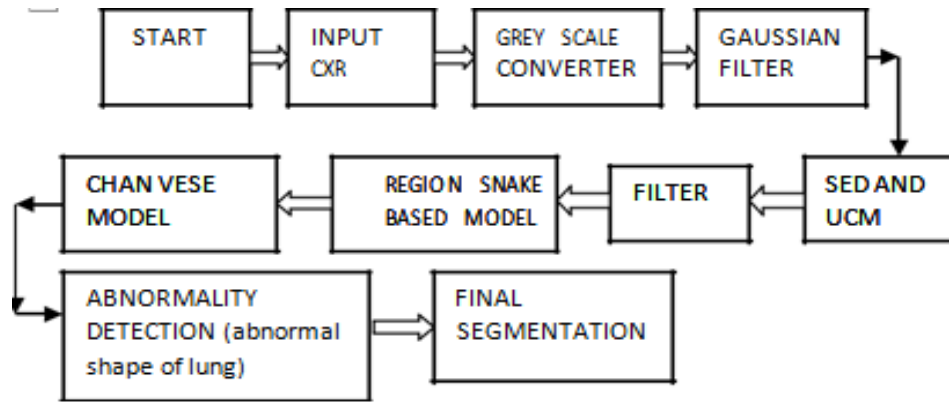 START
INPUT
CXR
GREY SCALE
CONVERTER
GAUSSIAN
FILTER
CHAN VESE
MODEL
REGION SNAKE
BASED MODEL
FILTER
SED AND
UCM
ABNORMALITY
DETECTION (abnormal
shape of lung)
FINAL
SEGMENTATION